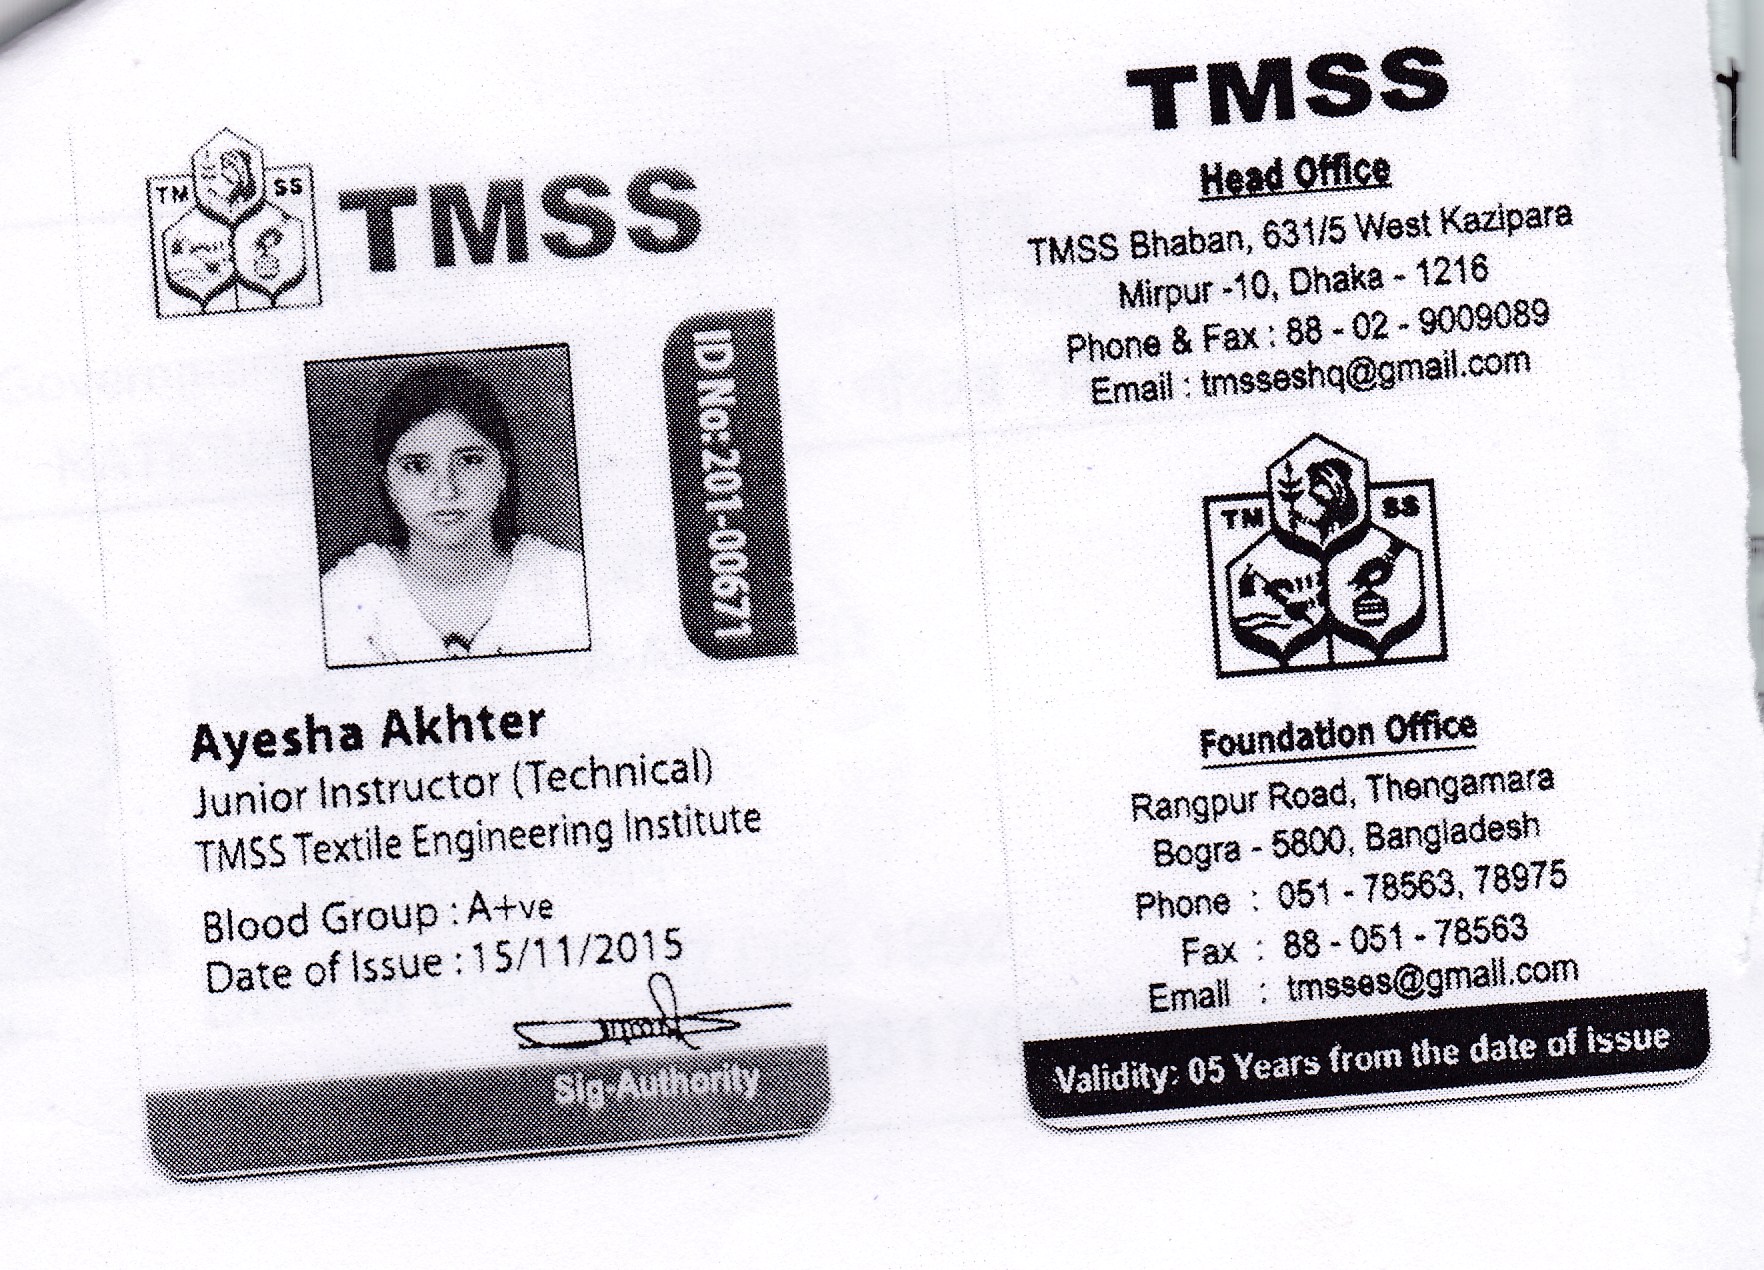 TM SS
TMSS
ID No: 201-00671
Ayesha Akhter
Junior Instructor (Technical)
TMSS Textile Engineering Institute
Blood Group : A+ve
Date of Issue : 15/11/2015
Sig-Authority
TMSS
Head Office
TMSS Bhaban, 631/5 West Kazipara
Mirpur -10, Dhaka - 1216
Phone & Fax : 88 - 02 - 9009089
Email : tmsseshq@gmail.com
TM SS
Foundation Office
Rangpur Road, Thengamara
Bogra - 5800, Bangladesh
Phone : 051 - 78563, 78975
Fax : 88 - 051 - 78563
Email : tmsses@gmail.com
Validity: 05 Years from the date of issue